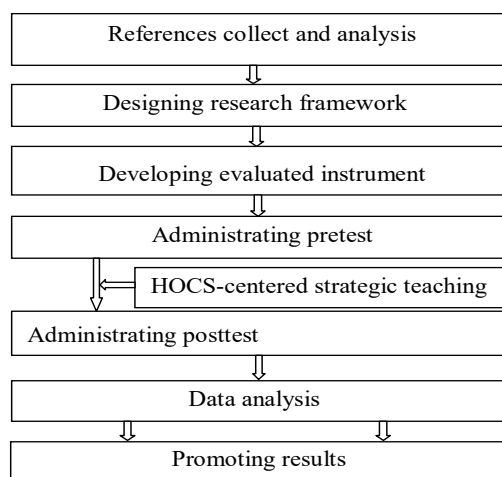 References collect and analysis
Designing research framework
Developing evaluated instrument
Administrating pretest
HOCS-centered strategic teaching
Administrating posttest
Data analysis
Promoting results